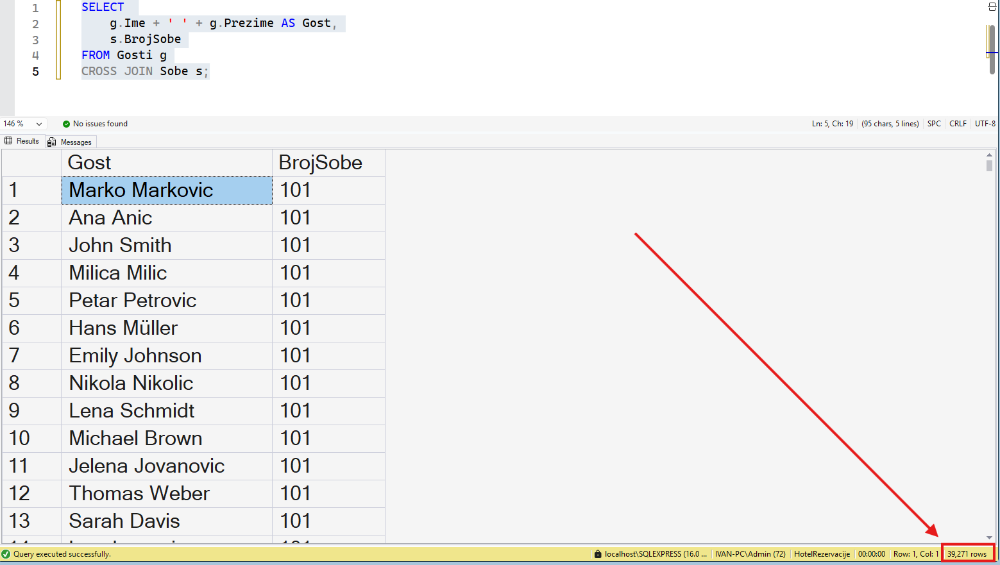 1 SELECT
2 g.Ime + ' ' + g.Prezime AS Gost,
3 s.BrojSobe
4 FROM Gosti g
5 CROSS JOIN Sobe s;
146 % No issues found Ln: 5, Ch: 19 (95 chars, 5 lines) SPC CRLF UTF-8
Results Messages
Gost BrojSobe
1 Marko Markovic 101
2 Ana Anic 101
3 John Smith 101
4 Milica Milic 101
5 Petar Petrovic 101
6 Hans Müller 101
7 Emily Johnson 101
8 Nikola Nikolic 101
9 Lena Schmidt 101
10 Michael Brown 101
11 Jelena Jovanovic 101
12 Thomas Weber 101
13 Sarah Davis 101
Query executed successfully. localhost\SQLEXPRESS (16.0 ... IVAN-PC\Admin (72) HotelRezervacije 00:00:00 Row: 1, Col: 1 39,271 rows